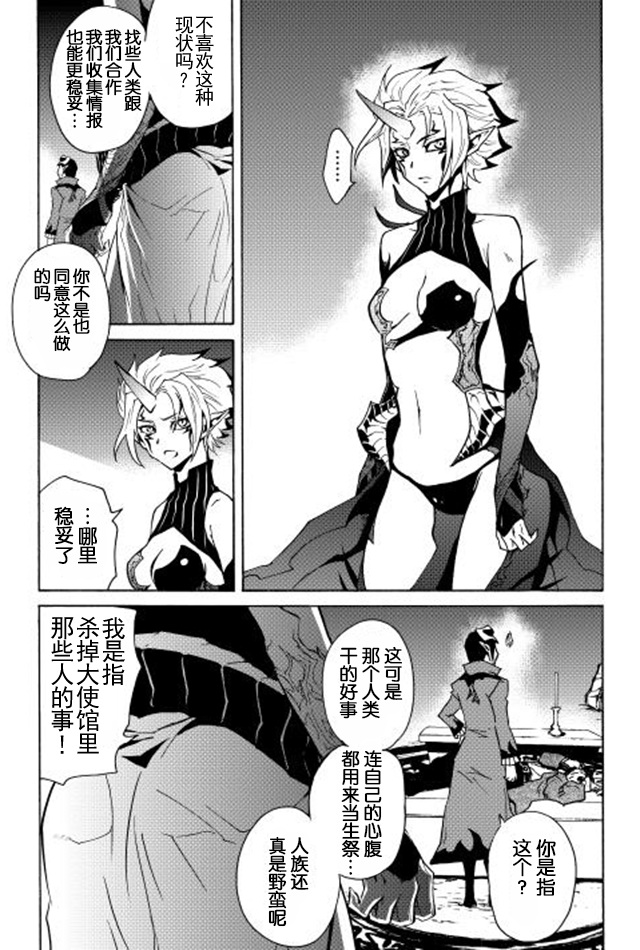 ……
不喜欢这种
现状吗？
找些人类跟
我们合作
我们收集情报
也能更稳妥…
你不是也
同意这么做
的吗
…哪里
稳妥了
你是指
这个？
这可是
那个人类
干的好事
连自己的心腹
都用来当生祭…
人族还
真是野蛮呢
我是指
杀掉大使馆里
那些人的事！